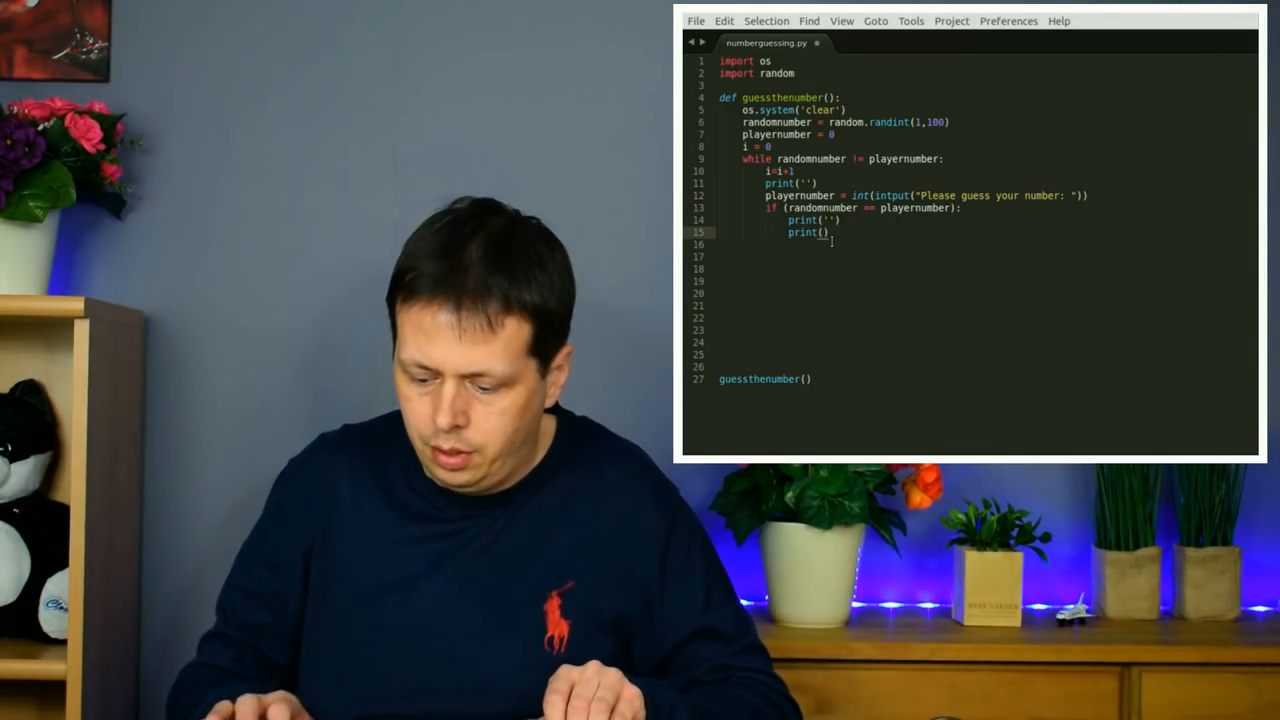 File Edit Selection Find View Goto Tools Project Preferences Help
numberguessing.py
1 import os
2 import random
3
4 def guessthenumber():
5 os.system('clear')
6 randomnumber = random.randint(1,100)
7 playernumber = 0
8 i = 0
9 while randomnumber != playernumber:
10 i=i+1
11 print('')
12 playernumber = int(intput("Please guess your number: "))
13 if (randomnumber == playernumber):
14 print('')
15 print()
16
17
18
19
20
21
22
23
24
25
26
27 guessthenumber()
HERB GARDEN